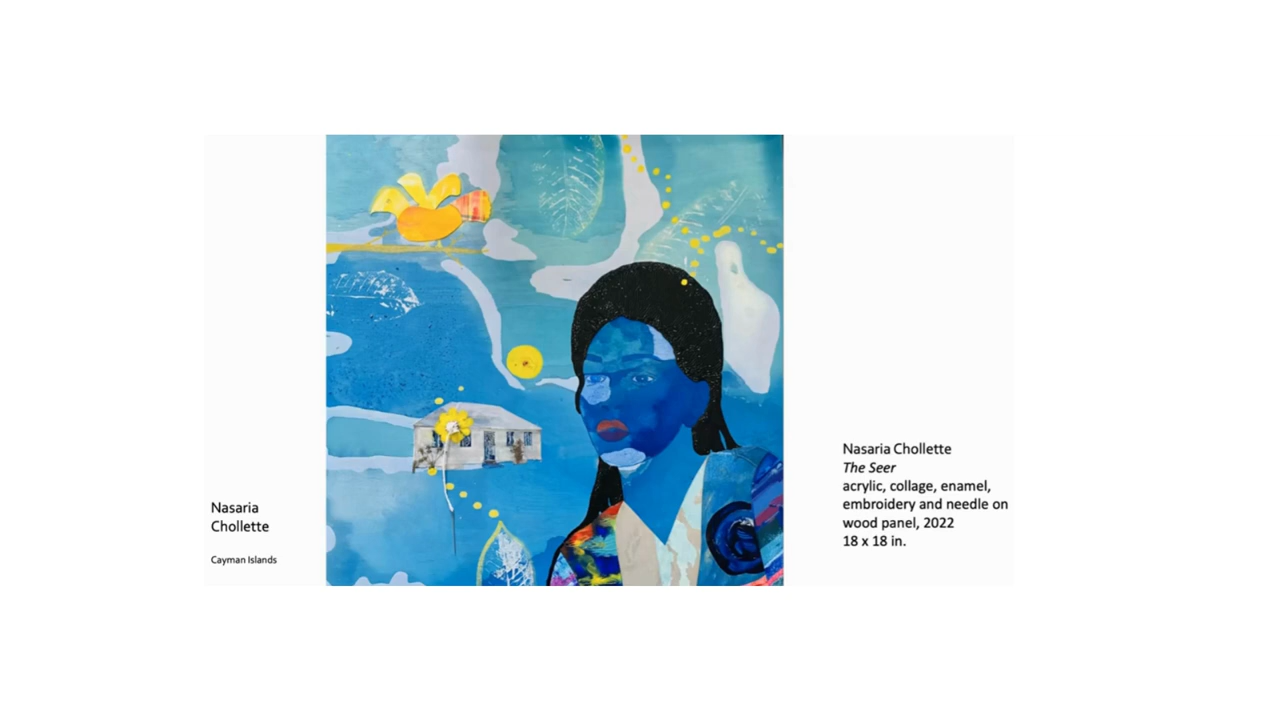 Nasaria
Chollette
Cayman Islands
Nasaria Chollette
The Seer
acrylic, collage, enamel,
embroidery and needle on
wood panel, 2022
18 x 18 in.